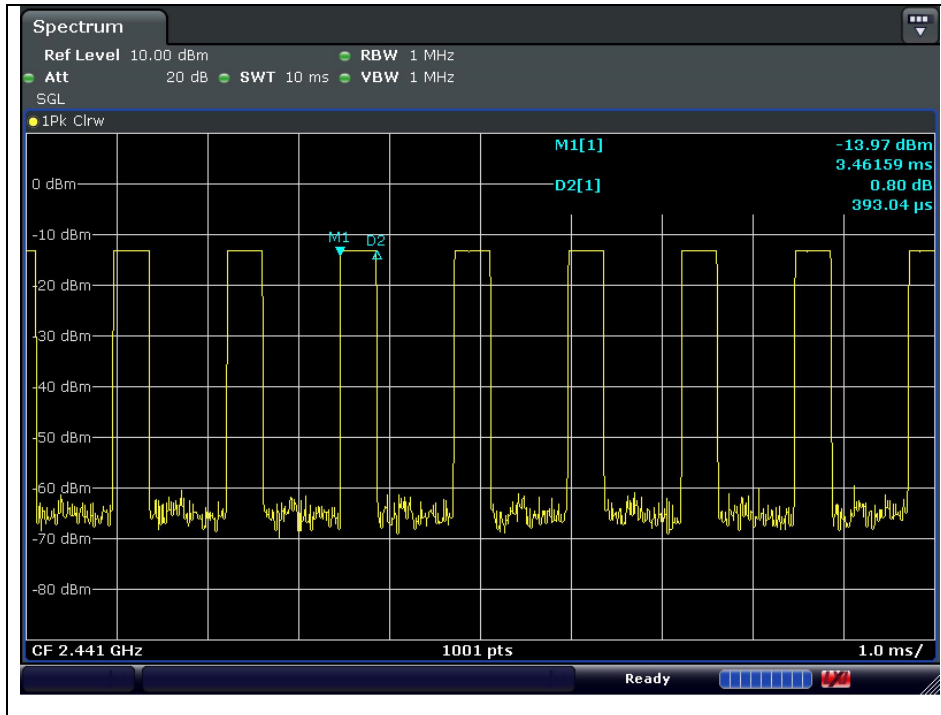 Spectrum
Ref Level 10.00 dBm RBW 1 MHz
Att 20 dB SWT 10 ms VBW 1 MHz
SGL
1Pk Clrw
M1[1] -13.97 dBm
3.46159 ms
0 dBm D2[1] 0.80 dB
393.04 µs
-10 dBm
M1 D2
-20 dBm
-30 dBm
-40 dBm
-50 dBm
-60 dBm
-70 dBm
-80 dBm
CF 2.441 GHz 1001 pts 1.0 ms/
Ready